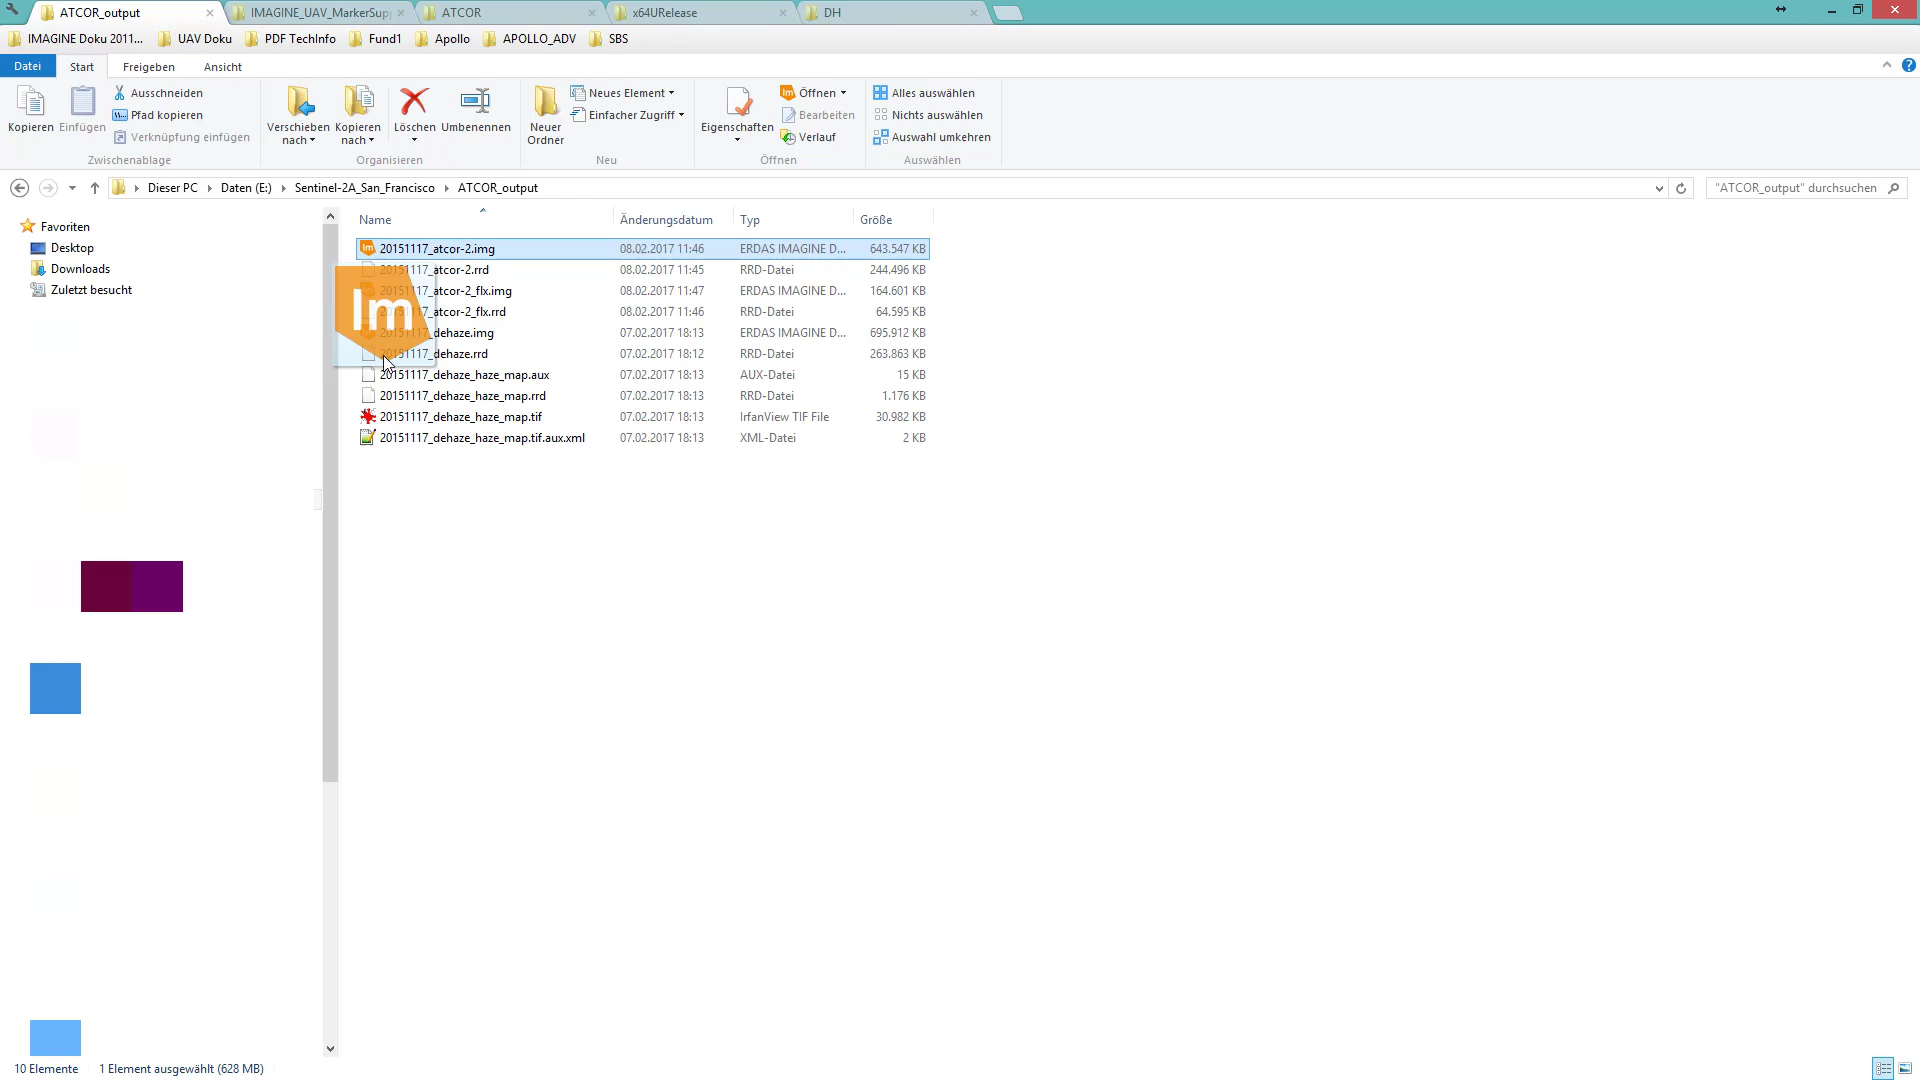 ATCOR_output
IMAGINE_UAV_MarkerSup
ATCOR
x64URelease
DH
IMAGINE Doku 2011...
UAV Doku
PDF TechInfo
Fund1
Apollo
APOLLO_ADV
SBS
Datei
Start
Freigeben
Ansicht
Kopieren
Einfügen
Ausschneiden
Pfad kopieren
Verknüpfung einfügen
Zwischenablage
Verschieben nach
Kopieren nach
Löschen
Umbenennen
Organisieren
Neuer Ordner
Neues Element
Einfacher Zugriff
Neu
Eigenschaften
Öffnen
Bearbeiten
Verlauf
Öffnen
Alles auswählen
Nichts auswählen
Auswahl umkehren
Auswählen
Dieser PC
Daten (E:)
Sentinel-2A_San_Francisco
ATCOR_output
"ATCOR_output" durchsuchen
Favoriten
Desktop
Downloads
Zuletzt besucht
Name Änderungsdatum Typ Größe
20151117_atcor-2.img 08.02.2017 11:46 ERDAS IMAGINE D... 643.547 KB
20151117_atcor-2.rrd 08.02.2017 11:45 RRD-Datei 244.496 KB
20151117_atcor-2_flx.img 08.02.2017 11:47 ERDAS IMAGINE D... 164.601 KB
20151117_atcor-2_flx.rrd 08.02.2017 11:46 RRD-Datei 64.595 KB
20151117_dehaze.img 07.02.2017 18:13 ERDAS IMAGINE D... 695.912 KB
20151117_dehaze.rrd 07.02.2017 18:12 RRD-Datei 263.863 KB
20151117_dehaze_haze_map.aux 07.02.2017 18:13 AUX-Datei 15 KB
20151117_dehaze_haze_map.rrd 07.02.2017 18:13 RRD-Datei 1.176 KB
20151117_dehaze_haze_map.tif 07.02.2017 18:13 IrfanView TIF File 30.982 KB
20151117_dehaze_haze_map.tif.aux.xml 07.02.2017 18:13 XML-Datei 2 KB
Im
10 Elemente
1 Element ausgewählt (628 MB)